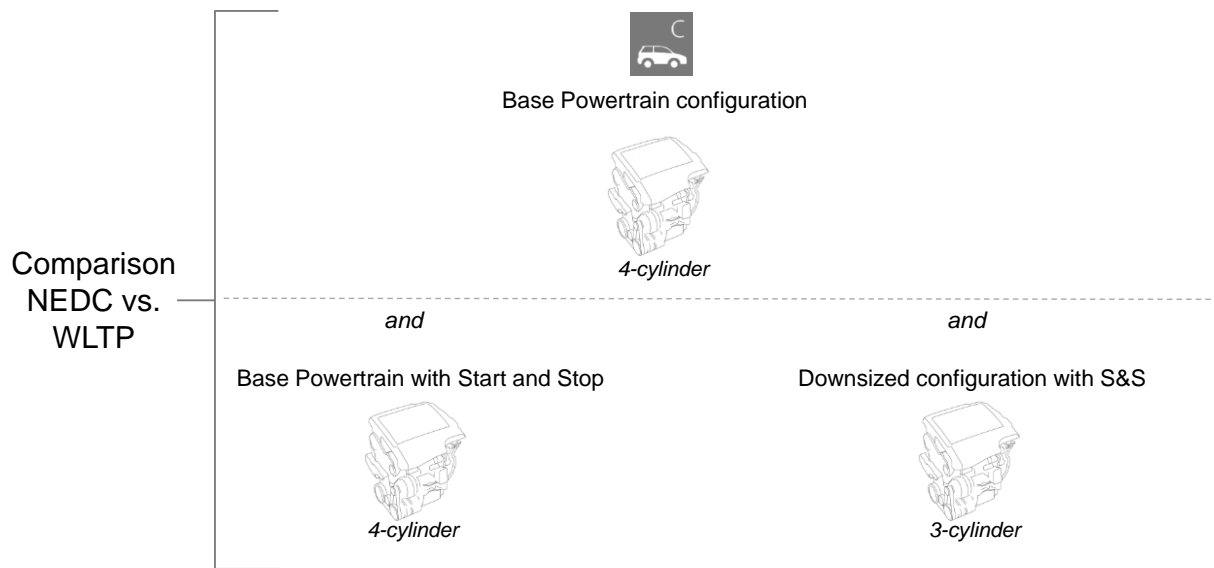 C
Base Powertrain configuration
4-cylinder
Comparison
NEDC vs.
WLTP
and
and
Base Powertrain with Start and Stop
Downsized configuration with S&S
4-cylinder
3-cylinder